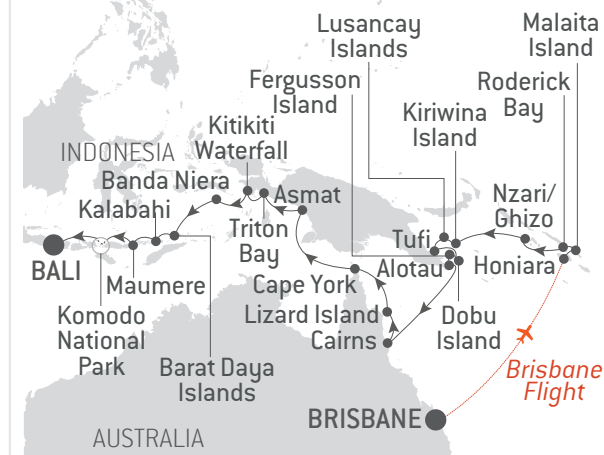 Lusancay
Islands
Malaita
Island
Fergusson
Island
Roderick
Bay
Kiriwina
Island
Kitikiti
Waterfall
INDONESIA
Banda Niera
Asmat
Nzari/
Ghizo
Kalabahi
Triton
Bay
Tufi
Alotau
Honiara
BALI
Maumere
Cape York
Komodo
National
Park
Lizard Island
Cairns
Dobu
Island
Barat Daya
Islands
Brisbane
Flight
BRISBANE
AUSTRALIA